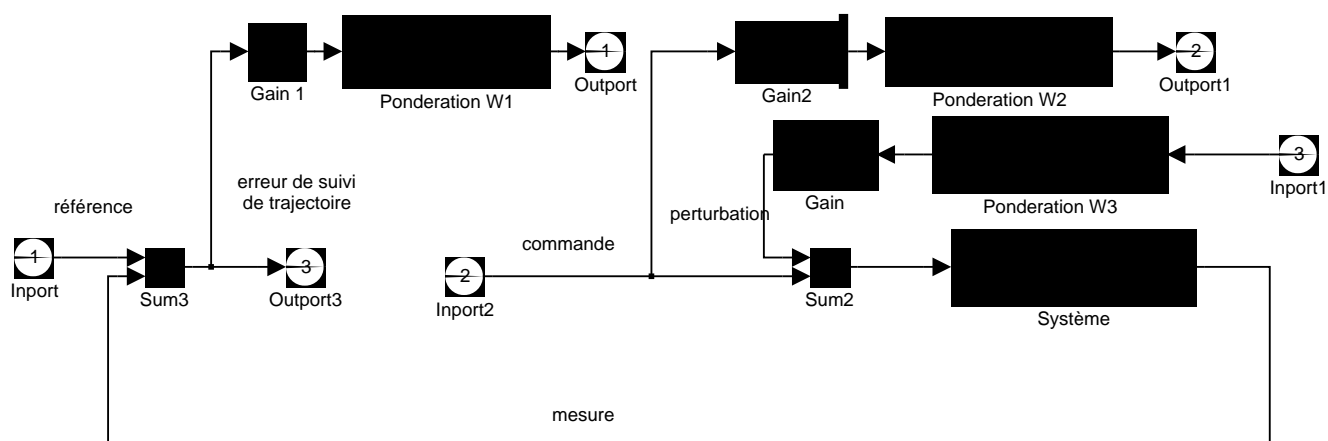 1
2
Gain 1
Ponderation W1
Outport
Gain2
Ponderation W2
Outport1
3
erreur de suivi
de trajectoire
Gain
Ponderation W3
Inport1
référence
perturbation
1
commande
3
2
Inport
Sum3
Outport3
Inport2
Sum2
Système
mesure